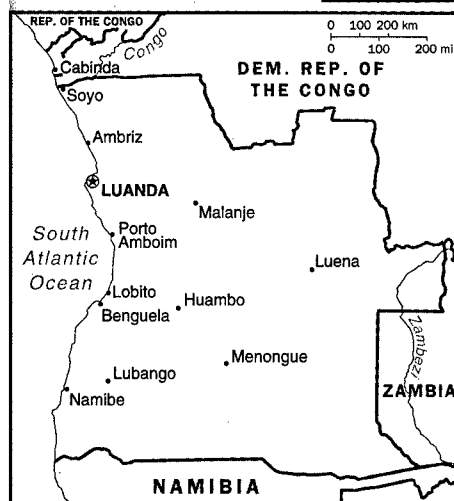 REP. OF THE CONGO
0 100 200 km
0 100 200 mi
Congo
Cabinda
DEM. REP. OF
THE CONGO
Soyo
Ambriz
LUANDA
Malanje
Porto
Amboim
South
Atlantic
Ocean
Luena
Lobito
Huambo
Benguela
Zambezi
Menongue
Lubango
ZAMBIA
Namibe
NAMIBIA